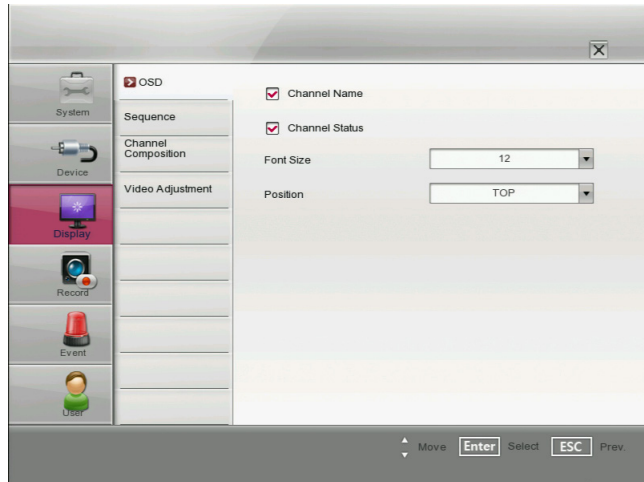 System
Device
Display
Record
Event
User
OSD
Sequence
Channel
Composition
Video Adjustment
Channel Name
Channel Status
Font Size 12
Position TOP
Move Enter Select ESC Prev.